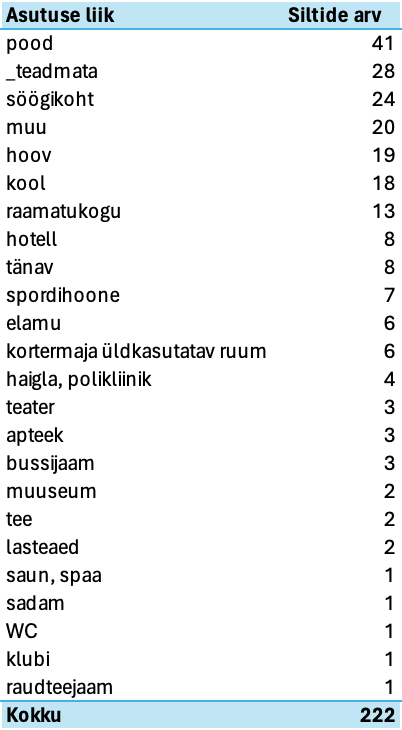 Asutuse liik Siltide arv
pood 41
_teadmata 28
söögikoht 24
muu 20
hoov 19
kool 18
raamatukogu 13
hotell 8
tänav 8
spordihoone 7
elamu 6
kortermaja üldkasutatav ruum 6
haigla, polikliinik 4
teater 3
apteek 3
bussijaam 3
muuseum 2
tee 2
lasteaed 2
saun, spaa 1
sadam 1
WC 1
klubi 1
raudteejaam 1
Kokku 222